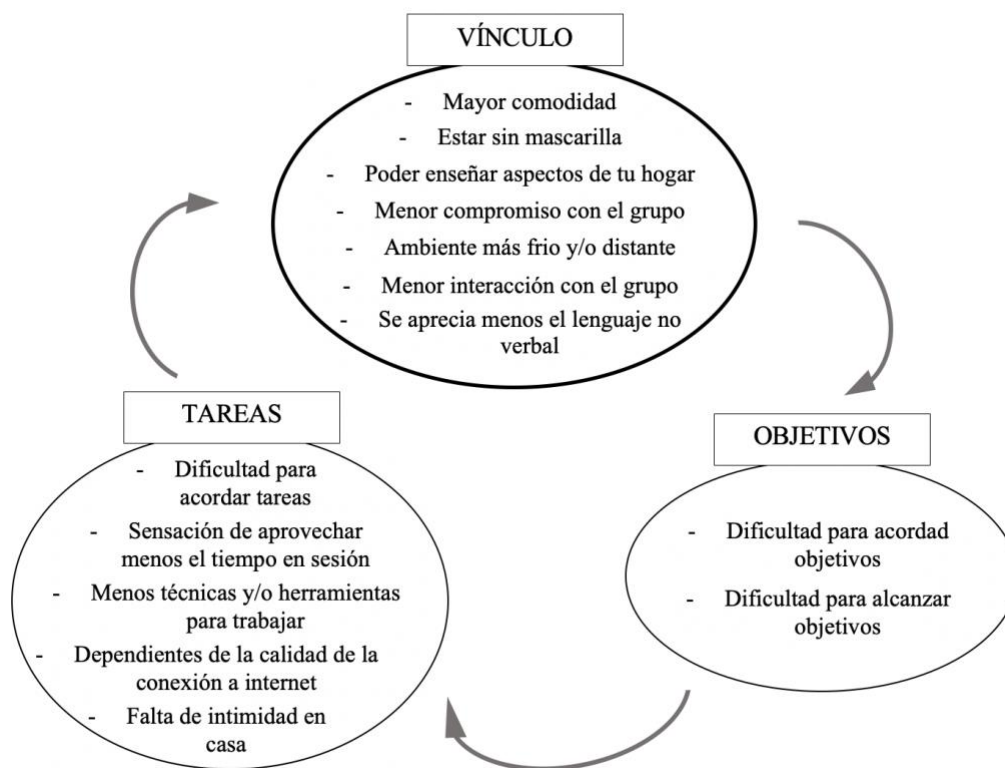 VÍNCULO
- Mayor comodidad
- Estar sin mascarilla
- Poder enseñar aspectos de tu hogar
- Menor compromiso con el grupo
- Ambiente más frio y/o distante
- Menor interacción con el grupo
- Se aprecia menos el lenguaje no
verbal
TAREAS
- Dificultad para
acordar tareas
- Sensación de aprovechar
menos el tiempo en sesión
- Menos técnicas y/o herramientas
para trabajar
- Dependientes de la calidad de la
conexión a internet
- Falta de intimidad en
casa
OBJETIVOS
- Dificultad para acordad
objetivos
- Dificultad para alcanzar
objetivos